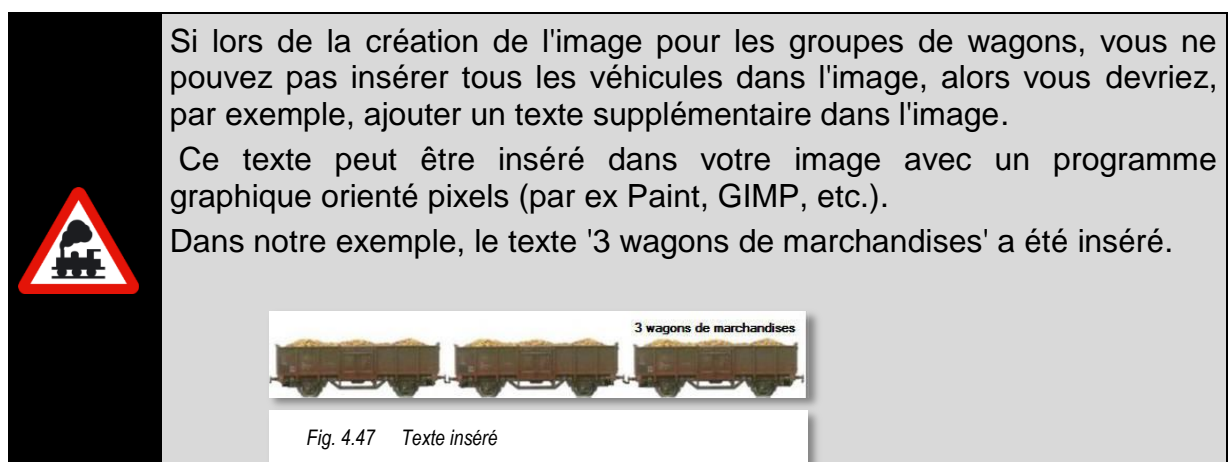 Si lors de la création de l'image pour les groupes de wagons, vous ne
pouvez pas insérer tous les véhicules dans l'image, alors vous devriez,
par exemple, ajouter un texte supplémentaire dans l'image.
Ce texte peut être inséré dans votre image avec un programme
graphique orienté pixels (par ex Paint, GIMP, etc.).
Dans notre exemple, le texte '3 wagons de marchandises' a été inséré.
3 wagons de marchandises
Fig. 4.47 Texte inséré